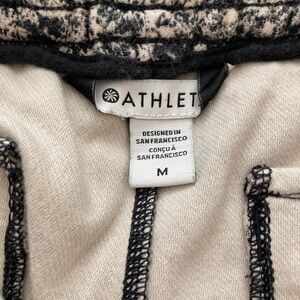 ATHLET
DESIGNED IN
SAN FRANCISCO
CONÇU À
SAN FRANCISCO
M